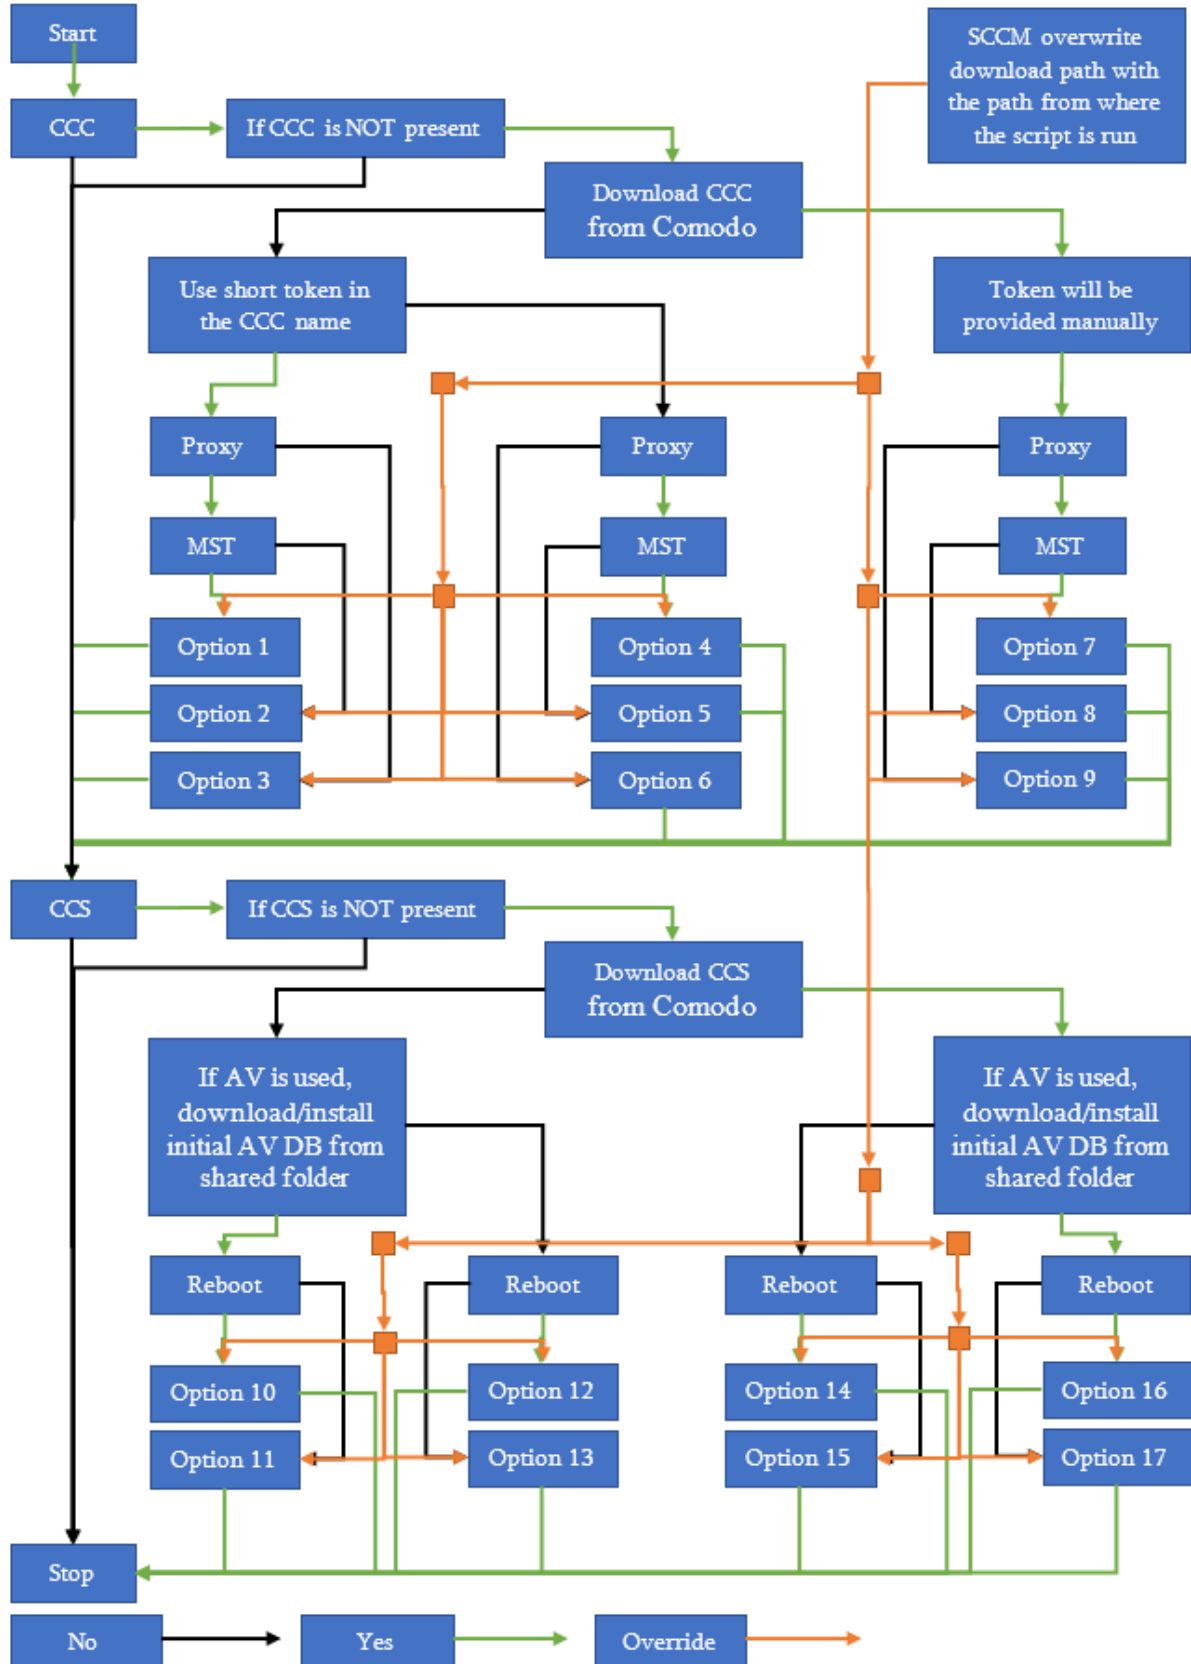 Start
SCCM overwrite
download path with
the path from where
the script is run
CCC
If CCC is NOT present
Download CCC
from Comodo
Use short token in
the CCC name
Token will be
provided manually
Proxy
Proxy
Proxy
MST
MST
MST
Option 1
Option 4
Option 7
Option 2
Option 5
Option 8
Option 3
Option 6
Option 9
CCS
If CCS is NOT present
Download CCS
from Comodo
If AV is used,
download/install
initial AV DB from
shared folder
If AV is used,
download/install
initial AV DB from
shared folder
Reboot
Reboot
Reboot
Reboot
Option 10
Option 12
Option 14
Option 16
Option 11
Option 13
Option 15
Option 17
Stop
No
Yes
Override